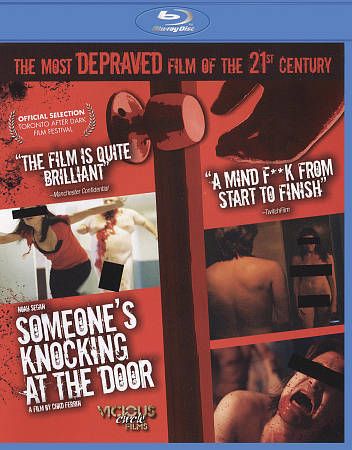 Blu-ray Disc
THE MOST DEPRAVED FILM OF THE 21ST CENTURY
OFFICIAL SELECTION
TORONTO AFTER DARK
FILM FESTIVAL
"THE FILM IS QUITE
BRILLIANT"
-Manchester Confidential
"A MIND F**K FROM
START TO FINISH"
-TwitchFilm
NOAH SEGAN
SOMEONE'S
KNOCKING
AT THE DOOR
A FILM BY CHAD FERRIN
VICIOUS
circle
FILMS